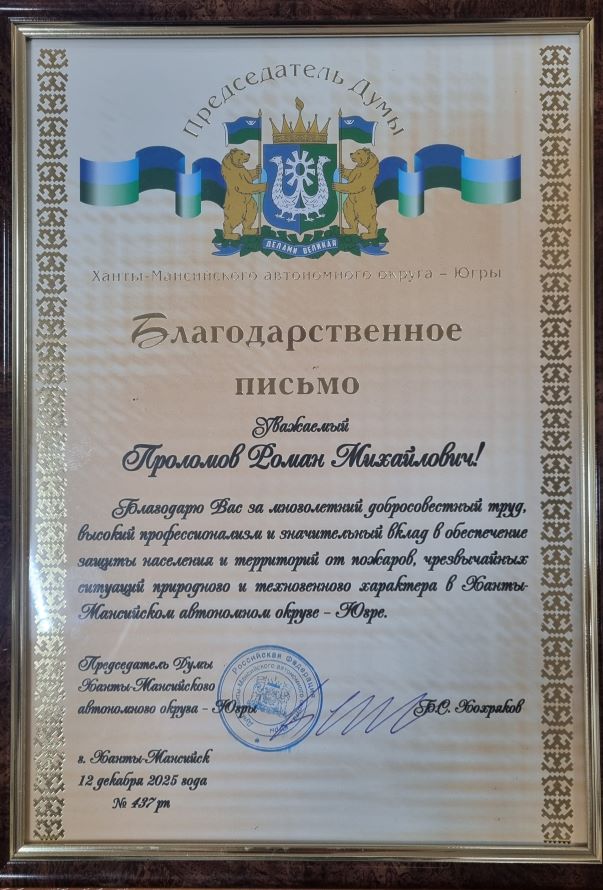 Председатель Думы
ДЕЛАМИ ВЕЛИКАЯ
Ханты-Мансийского автономного округа – Югры
Благодарственное
письмо
Уважаемый
Проломов Роман Михайлович!
Благодарю Вас за многолетний добросовестный труд,
высокий профессионализм и значительный вклад в обеспечение
защиты населения и территорий от пожаров, чрезвычайных
ситуаций природного и техногенного характера в Ханты-
Мансийском автономном округе – Югре.
Председатель Думы
Ханты-Мансийского
автономного округа – Югры
Российская Федерация
Б.С. Хохряков
г. Ханты-Мансийск
12 декабря 2025 года
№ 437 рп